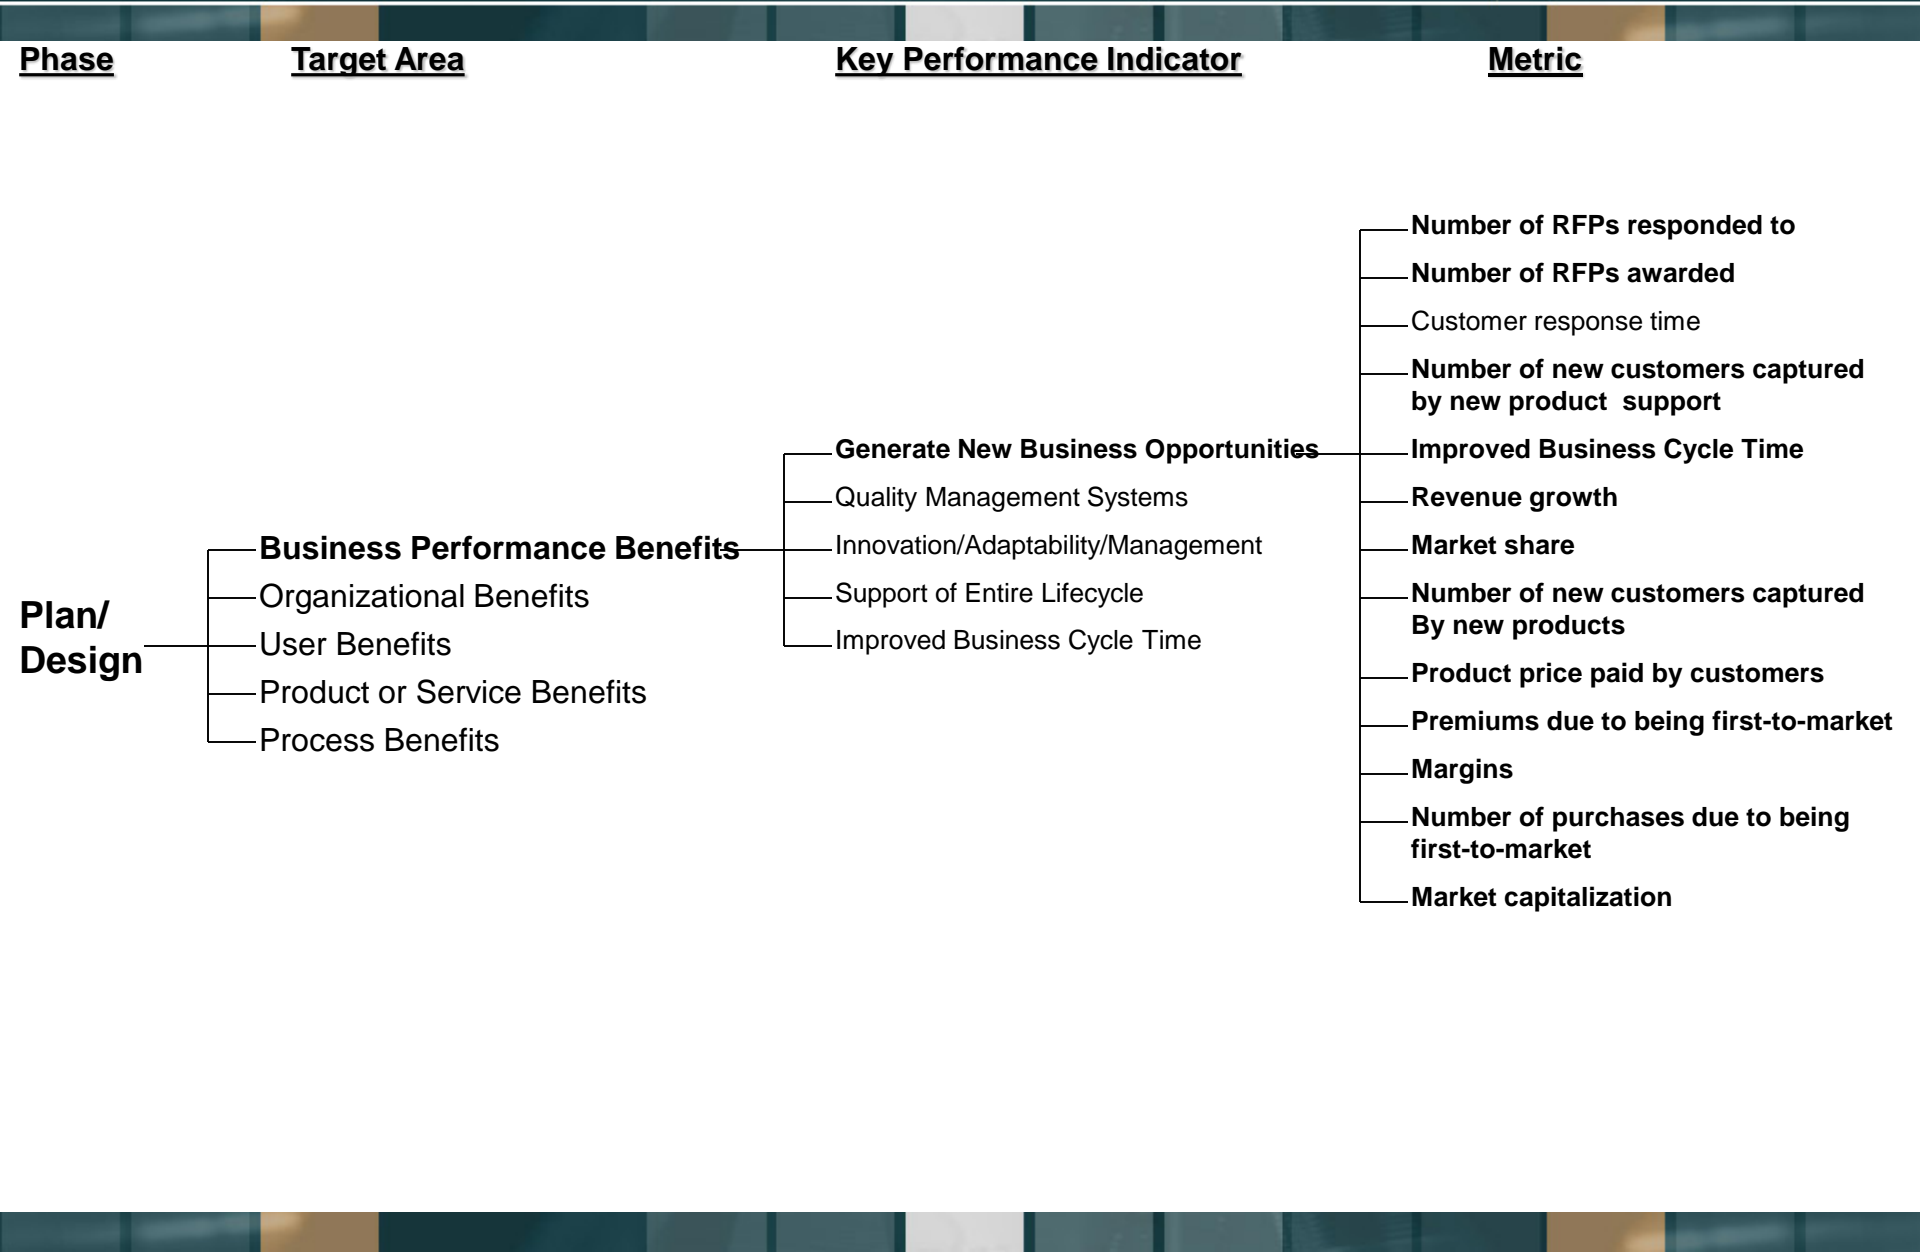 Phase Target Area Key Performance Indicator Metric
Number of RFPs responded to
Number of RFPs awarded
Customer response time
Number of new customers captured
by new product  support
Generate New Business Opportunities
Improved Business Cycle Time
Quality Management Systems
Revenue growth
Business Performance Benefits
Innovation/Adaptability/Management
Market share
Organizational Benefits
Support of Entire Lifecycle
Number of new customers captured
By new products
Plan/
Design
User Benefits
Improved Business Cycle Time
Product price paid by customers
Product or Service Benefits
Premiums due to being first-to-market
Process Benefits
Margins
Number of purchases due to being
first-to-market
Market capitalization